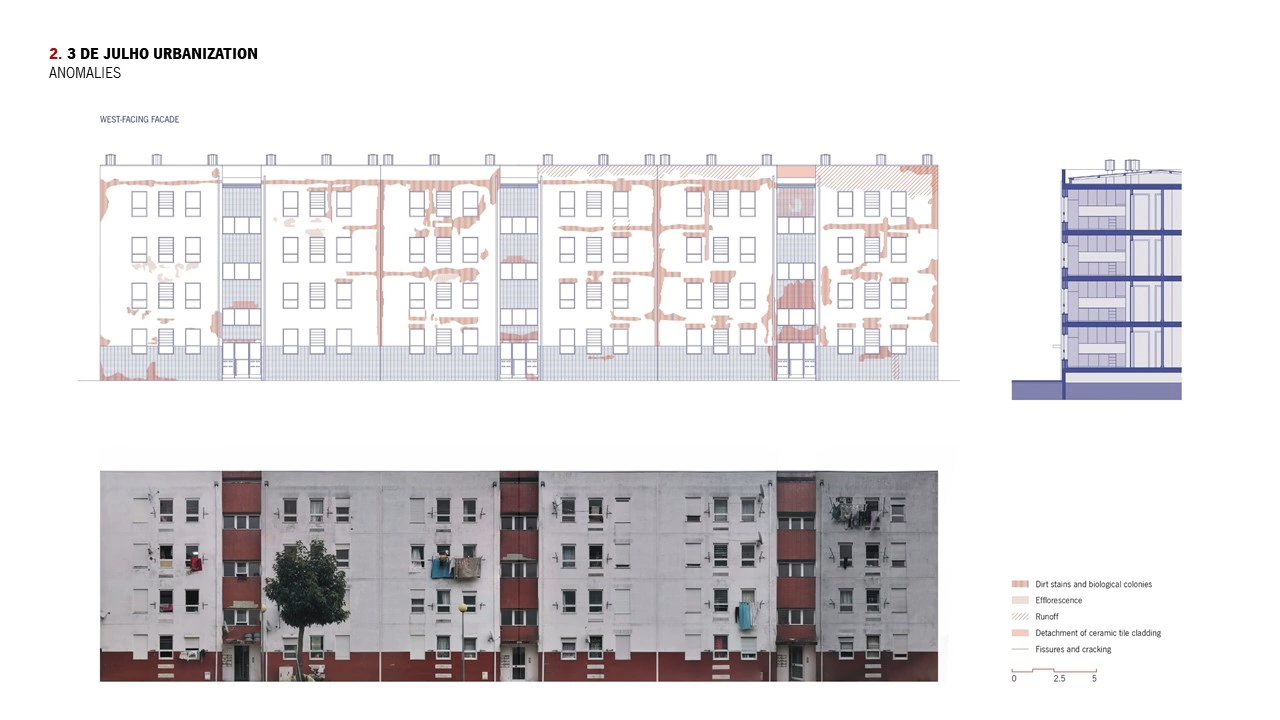 2. 3 DE JULHO URBANIZATION
ANOMALIES
WEST-FACING FACADE
Dirt stains and biological colonies
Efflorescence
Runoff
Detachment of ceramic tile cladding
Fissures and cracking
0 2.5 5